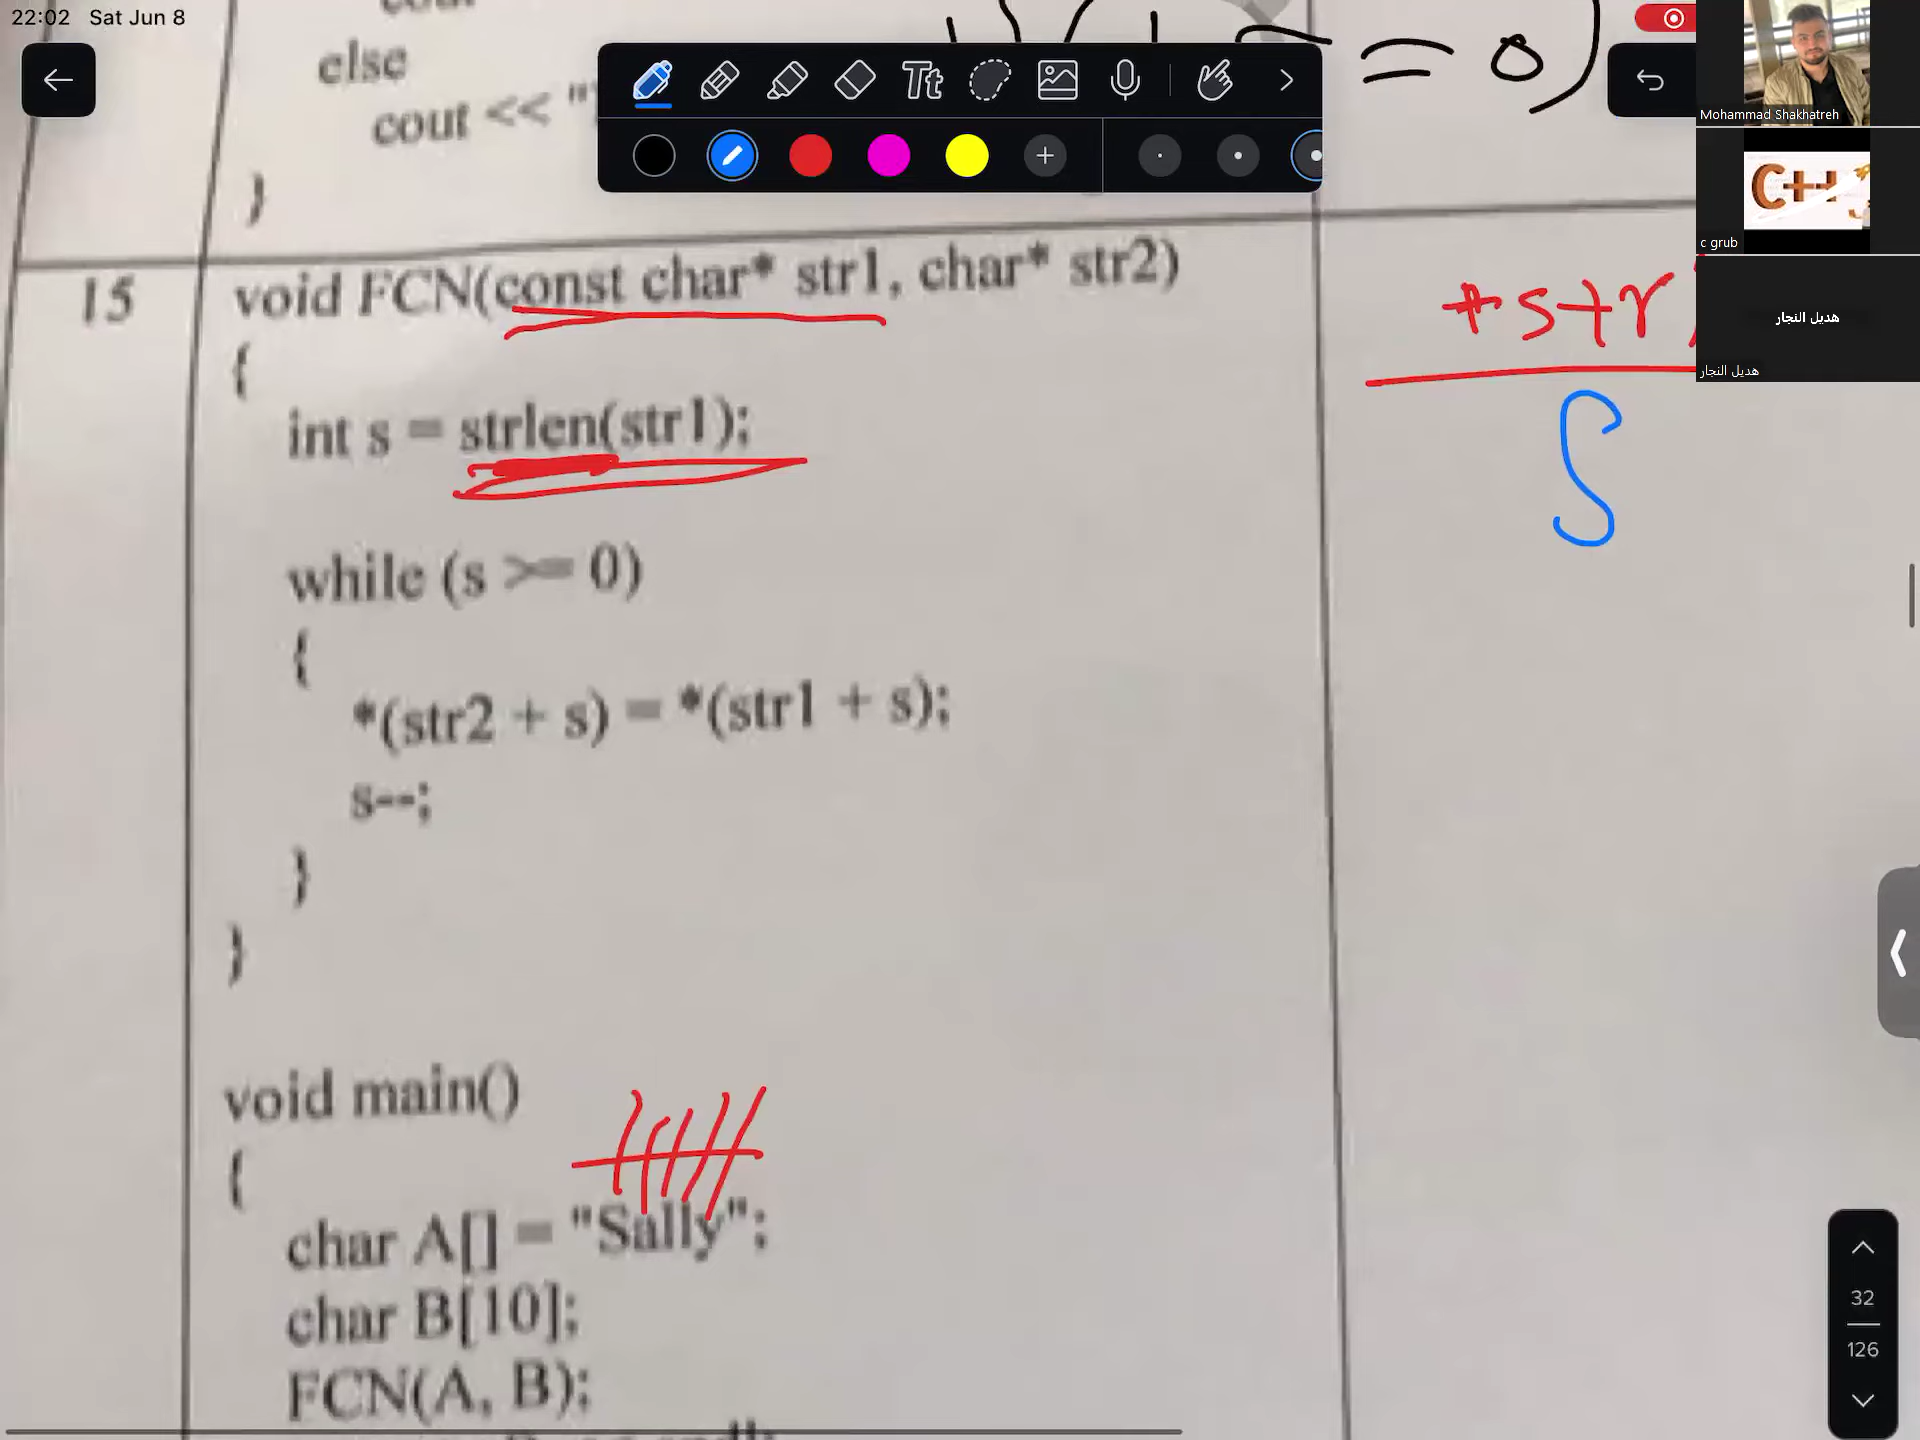 22:02 Sat Jun 8
else
cout << "
}
= = 0)
Tt
Mohammad Shakhatreh
C++
c grub
هديل النجار
هديل النجار
15
void FCN(const char* str1, char* str2)
{
int s = strlen(str1);
while (s >= 0)
{
*(str2 + s) = *(str1 + s);
s--;
}
}
void main()
{
char A[] = "Sally";
char B[10];
FCN(A, B);
*str
S
32
126